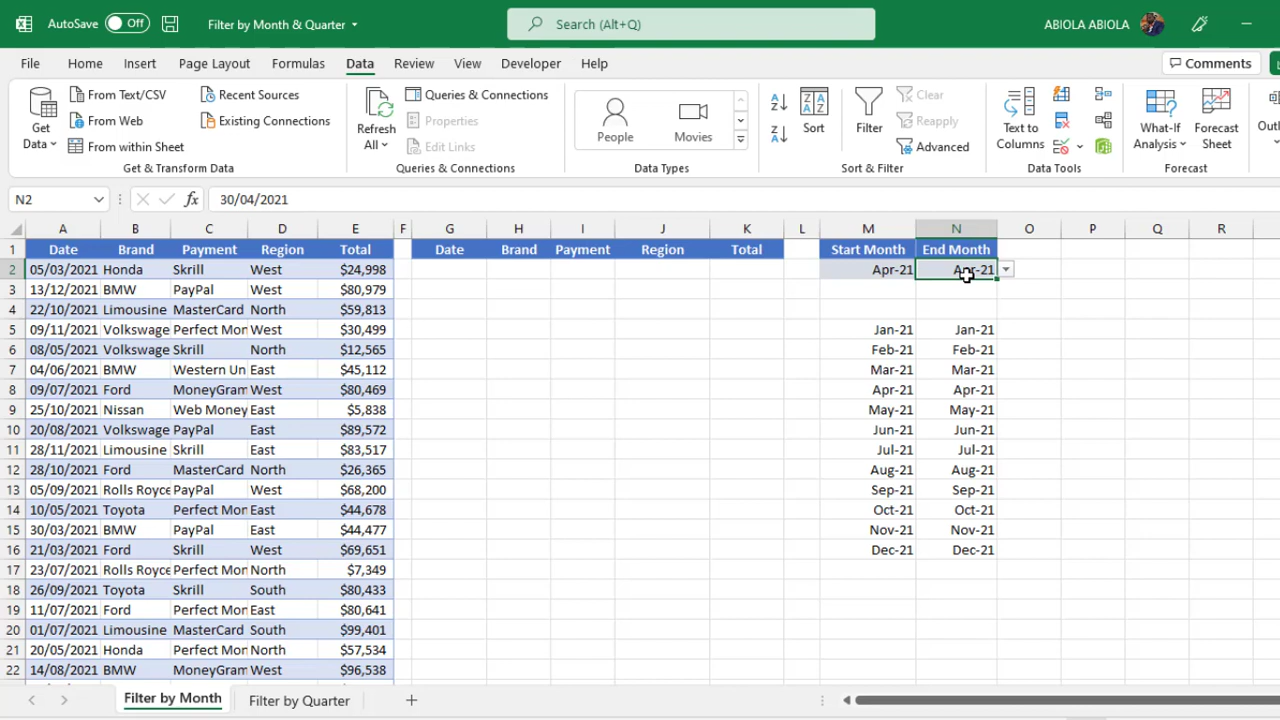 AutoSave Off Filter by Month & Quarter Search (Alt+Q) ABIOLA ABIOLA
File Home Insert Page Layout Formulas Data Review View Developer Help Comments
From Text/CSV Recent Sources Queries & Connections Clear
From Web Existing Connections Properties Reapply
Get Data From within Sheet Refresh All Edit Links People Movies Sort Filter Advanced Text to Columns What-If Analysis Forecast Sheet
Get & Transform Data Queries & Connections Data Types Sort & Filter Data Tools Forecast
N2 fx 30/04/2021
A B C D E F G H I J K L M N O P Q R
1 Date Brand Payment Region Total Date Brand Payment Region Total Start Month End Month
2 05/03/2021 Honda Skrill West $24,998 Apr-21 Apr-21
3 13/12/2021 BMW PayPal West $80,979
4 22/10/2021 Limousine MasterCard North $59,813
5 09/11/2021 Volkswage Perfect Mon West $30,499 Jan-21 Jan-21
6 08/05/2021 Volkswage Skrill North $12,565 Feb-21 Feb-21
7 04/06/2021 BMW Western Un East $45,112 Mar-21 Mar-21
8 09/07/2021 Ford MoneyGram West $80,469 Apr-21 Apr-21
9 25/10/2021 Nissan Web Money East $5,838 May-21 May-21
10 20/08/2021 Volkswage PayPal East $89,572 Jun-21 Jun-21
11 28/11/2021 Limousine Skrill East $83,517 Jul-21 Jul-21
12 28/10/2021 Ford MasterCard North $26,365 Aug-21 Aug-21
13 05/09/2021 Rolls Royce PayPal West $68,200 Sep-21 Sep-21
14 10/05/2021 Toyota Perfect Mon East $44,678 Oct-21 Oct-21
15 30/03/2021 BMW PayPal East $44,477 Nov-21 Nov-21
16 21/03/2021 Ford Skrill West $69,651 Dec-21 Dec-21
17 23/07/2021 Rolls Royce Perfect Mon North $7,349
18 26/09/2021 Toyota Skrill South $80,433
19 11/07/2021 Ford Perfect Mon East $80,641
20 01/07/2021 Limousine MasterCard South $99,401
21 20/05/2021 Honda Perfect Mon North $57,534
22 14/08/2021 BMW MoneyGram West $96,538
Filter by Month Filter by Quarter